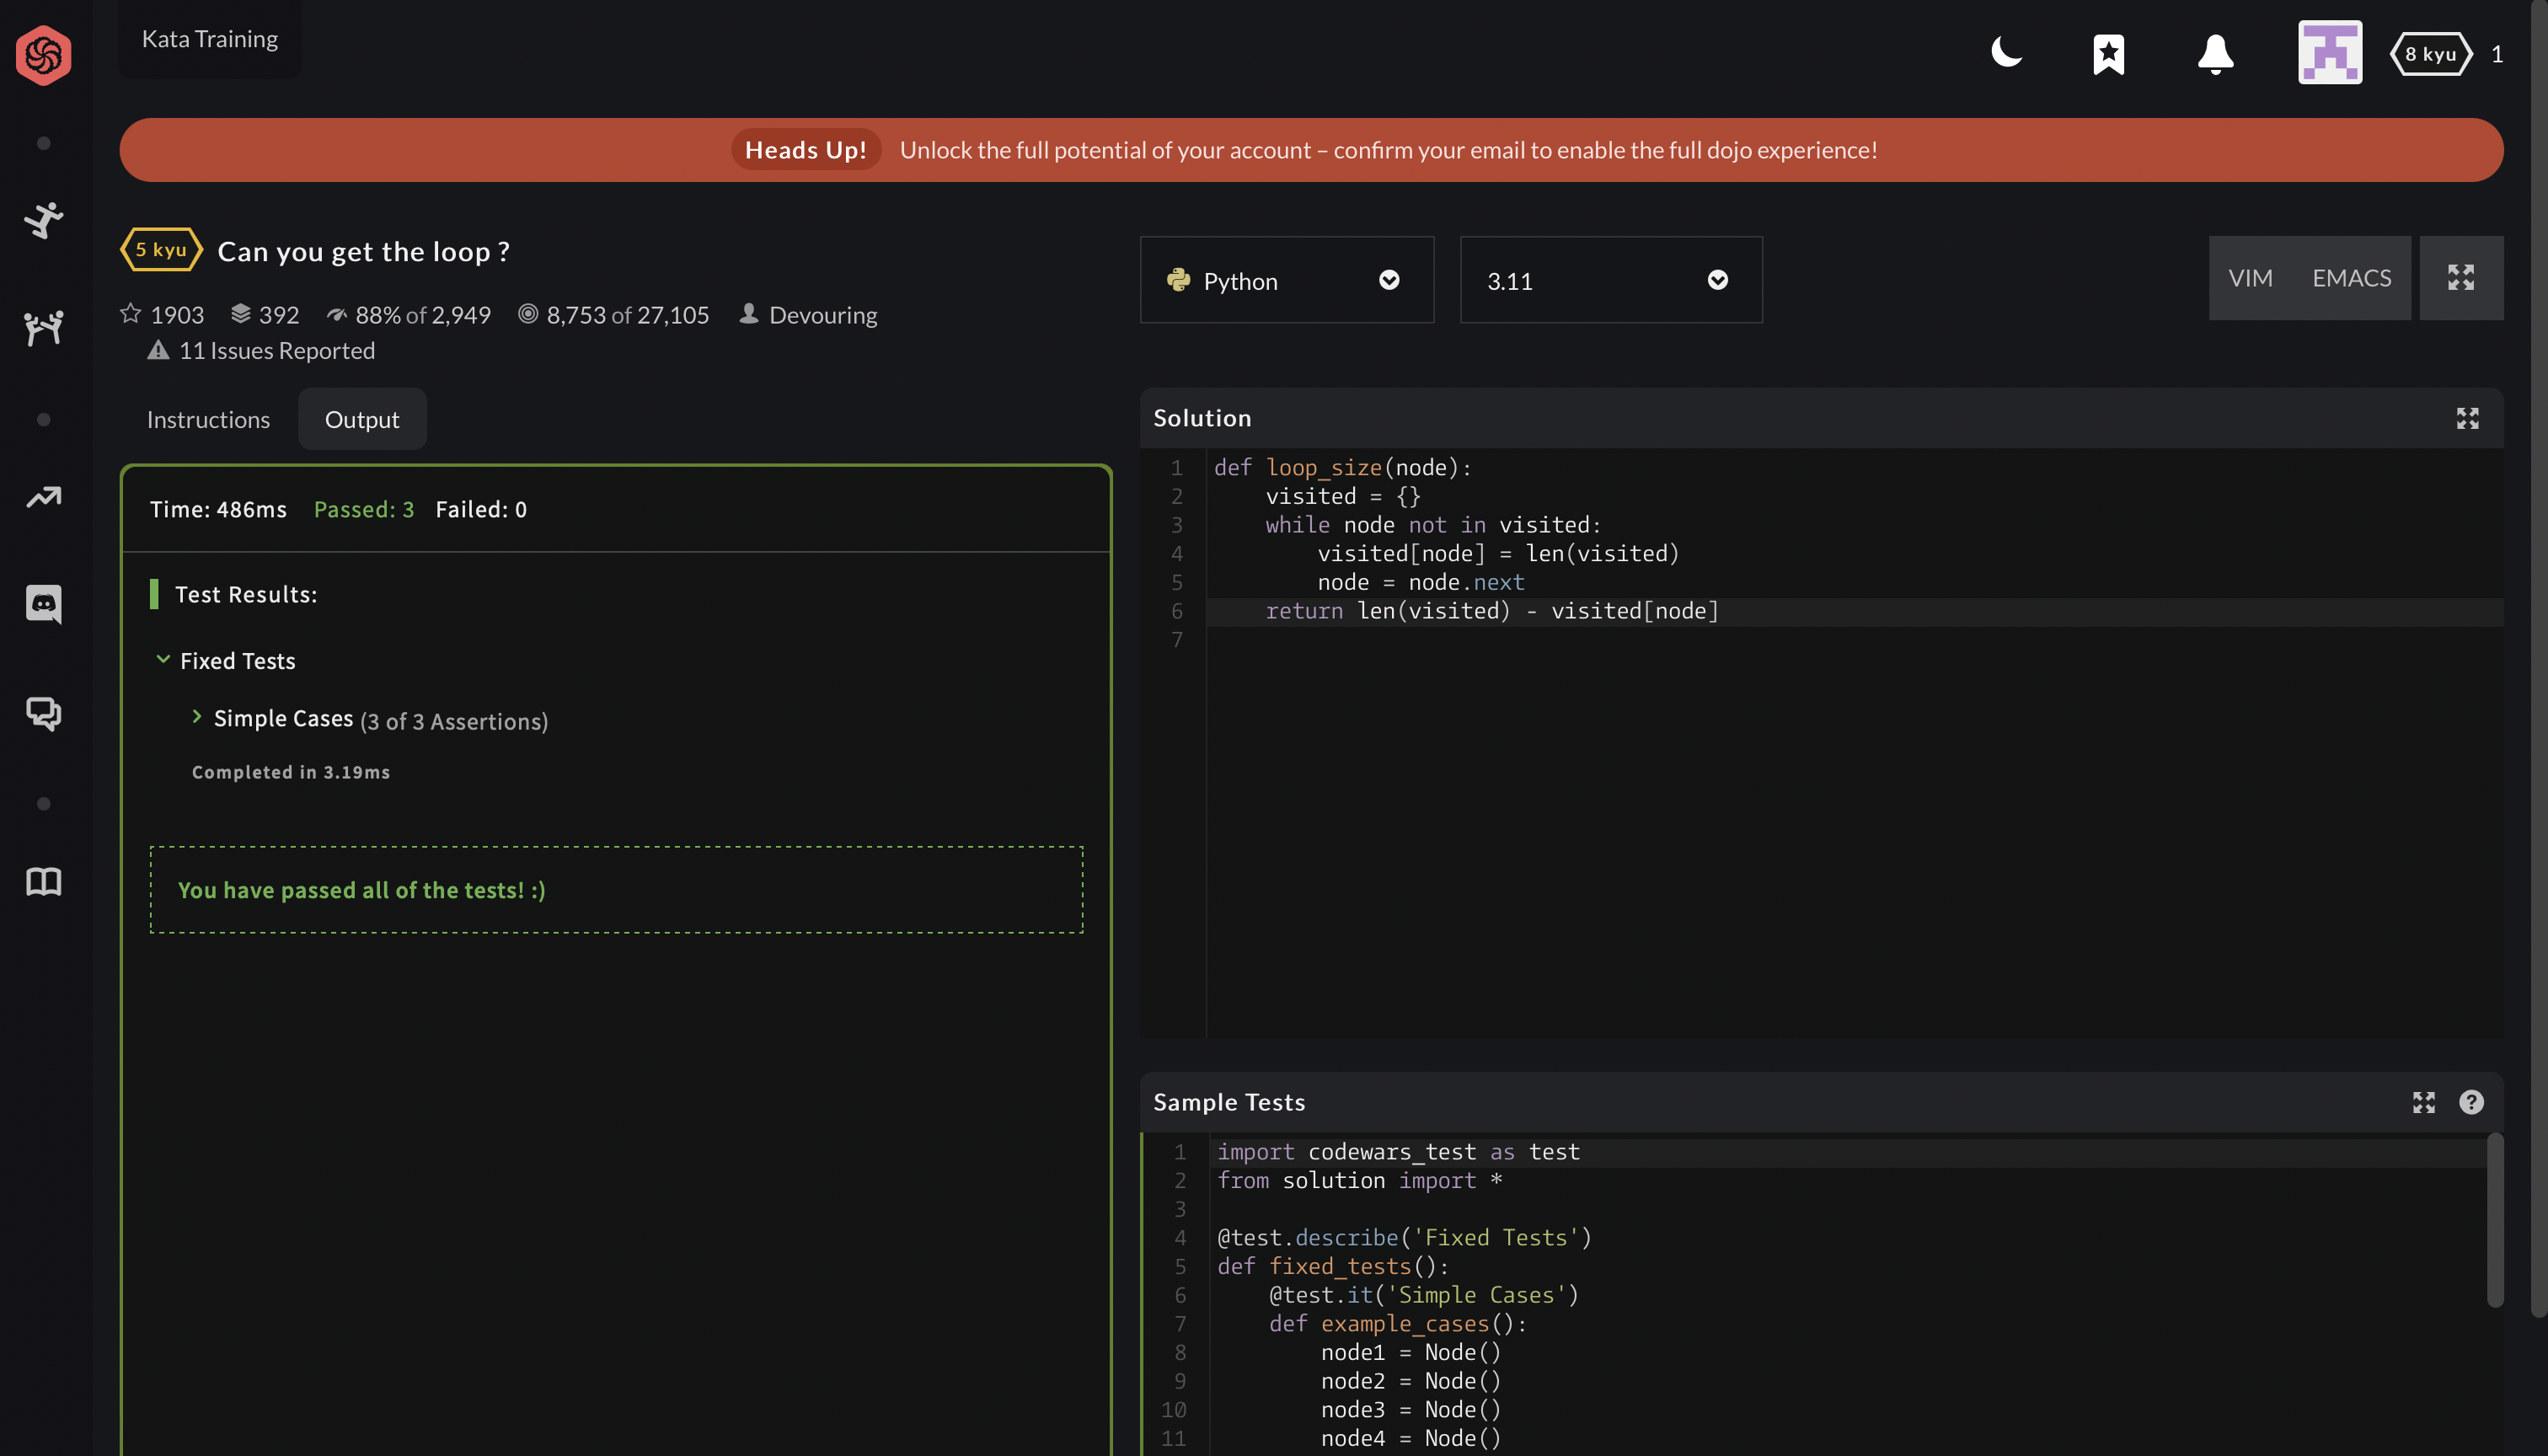 Kata Training
8 kyu 1
Heads Up! Unlock the full potential of your account – confirm your email to enable the full dojo experience!
5 kyu Can you get the loop ?
1903 392 88% of 2,949 8,753 of 27,105 Devouring
11 Issues Reported
Python
3.11
VIM EMACS
Instructions Output
Time: 486ms Passed: 3 Failed: 0
Test Results:
Fixed Tests
Simple Cases (3 of 3 Assertions)
Completed in 3.19ms
You have passed all of the tests! :)
Solution
1 def loop_size(node):
2     visited = {}
3     while node not in visited:
4         visited[node] = len(visited)
5         node = node.next
6     return len(visited) - visited[node]
7
Sample Tests
?
1 import codewars_test as test
2 from solution import *
3
4 @test.describe('Fixed Tests')
5 def fixed_tests():
6     @test.it('Simple Cases')
7     def example_cases():
8         node1 = Node()
9         node2 = Node()
10         node3 = Node()
11         node4 = Node()